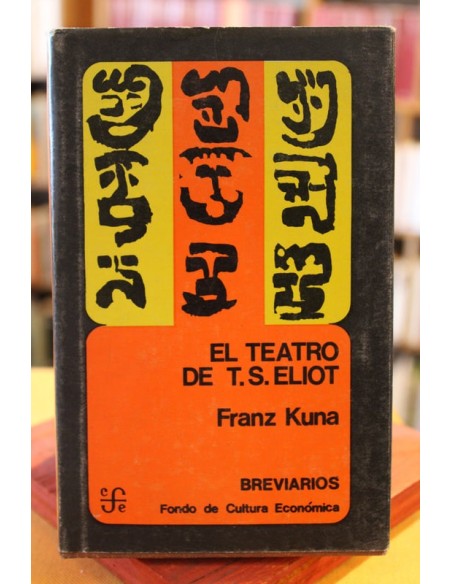 EL TEATRO
DE T.S. ELIOT
Franz Kuna
BREVIARIOS
Fondo de Cultura Económica
c f e